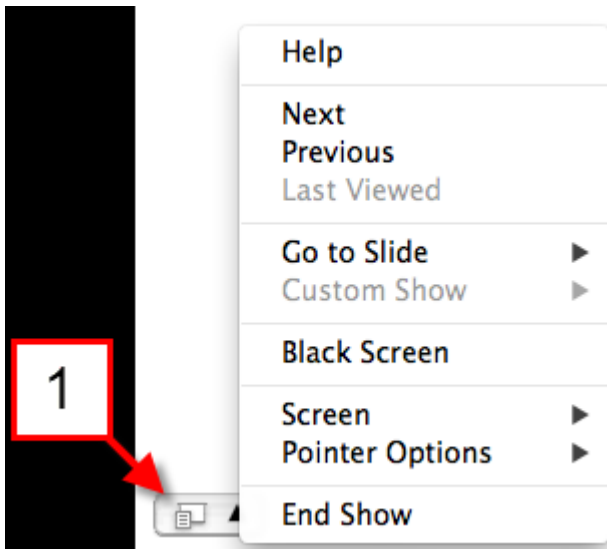 Help
Next
Previous
Last Viewed
Go to Slide
Custom Show
Black Screen
1
Screen
Pointer Options
End Show